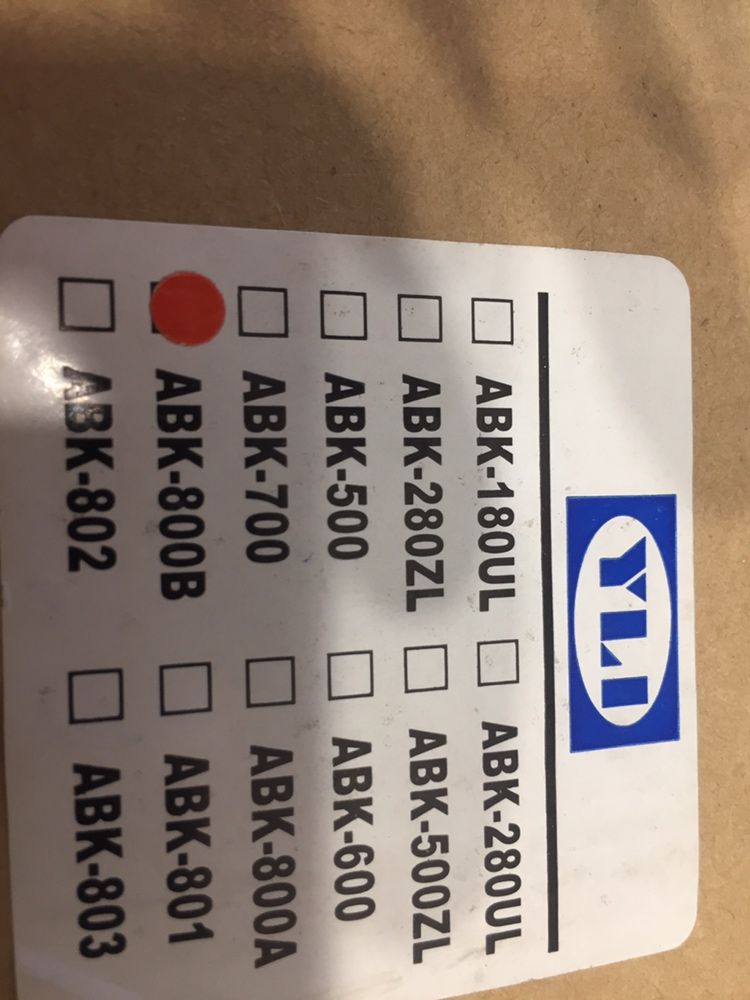 YLI
ABK-180UL ABK-280UL
ABK-280ZL ABK-500ZL
ABK-500 ABK-600
ABK-700 ABK-800A
ABK-800B ABK-801
ABK-802 ABK-803